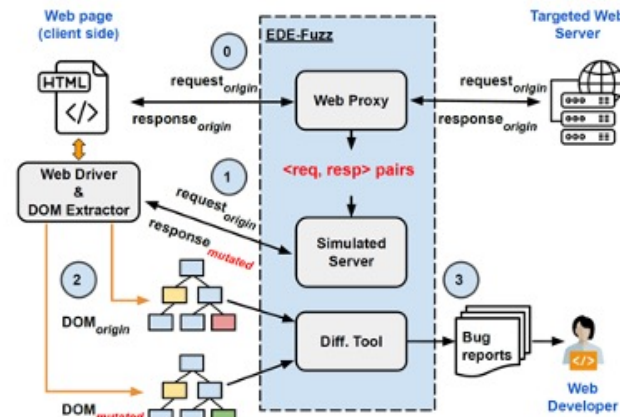 Web page
(client side)
Targeted Web
Server
0
EDE-Fuzz
HTML
</>
request origin
response origin
Web Proxy
request origin
response origin
<req, resp> pairs
Web Driver
&
DOM Extractor
1
request origin
response mutated
Simulated
Server
2
3
DOM origin
Diff. Tool
Bug
reports
</>
DOM mutated
Web
Developer